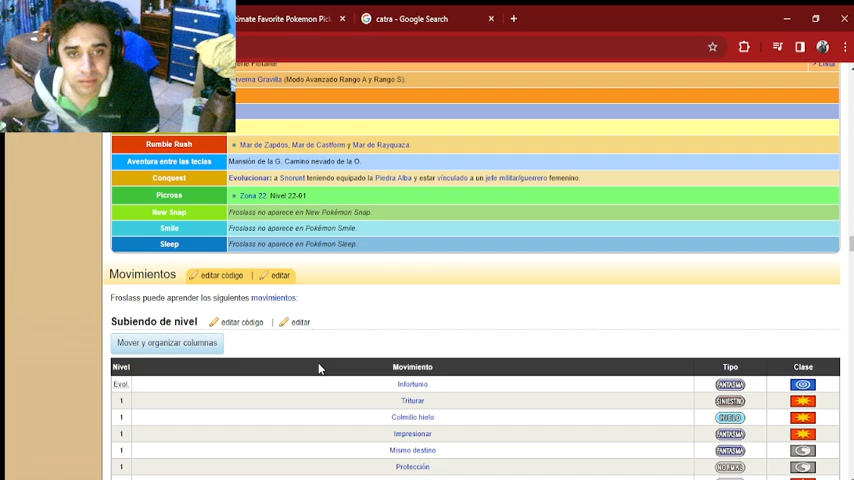 timate Favorite Pokemon Pick
catra - Google Search
Lista
verna Gravilla (Modo Avanzado Rango A y Rango S).
Rumble Rush Mar de Zapdos, Mar de Castform y Mar de Rayquaza.
Aventura entre las teclas Mansión de la G. Camino nevado de la O.
Conquest Evolucionar: a Snorunt teniendo equipado la Piedra Alba y estar vinculado a un jefe militar/guerrero femenino.
Picross Zona 22: Nivel 22-01
New Snap Froslass no aparece en New Pokémon Snap.
Smile Froslass no aparece en Pokémon Smile.
Sleep Froslass no aparece en Pokémon Sleep.
Movimientos editar código | editar
Froslass puede aprender los siguientes movimientos:
Subiendo de nivel editar código | editar
Mover y organizar columnas
Nivel Movimiento Tipo Clase
Evol. Infortunio FANTASMA
1 Triturar SINIESTRO
1 Colmillo hielo HIELO
1 Impresionar FANTASMA
1 Mismo destino FANTASMA
1 Protección NORMAL